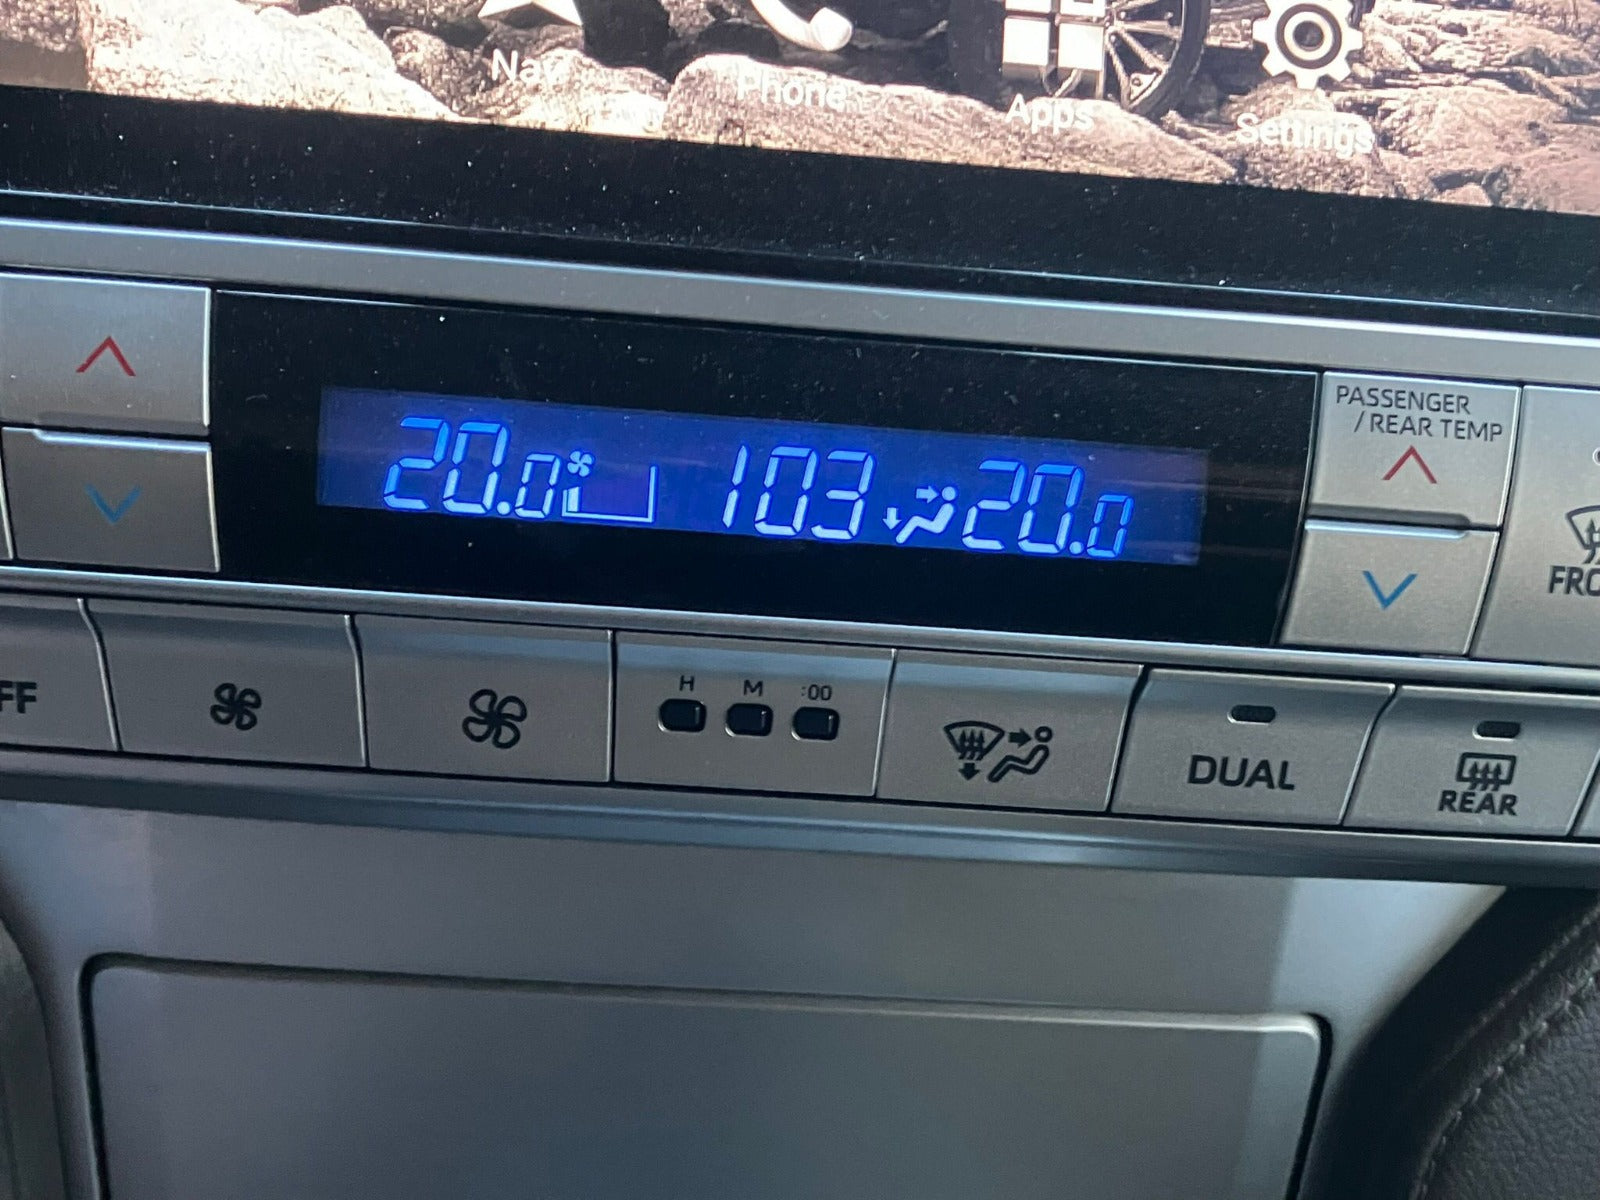 Nav
Phone
Apps
Settings
20.0 103 20.0
PASSENGER
/REAR TEMP
FF
H M :00
DUAL
REAR
FRO